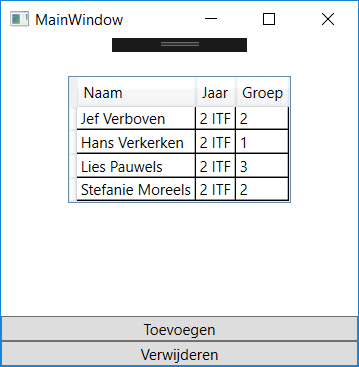 MainWindow
Naam Jaar Groep
Jef Verboven 2 ITF 2
Hans Verkerken 2 ITF 1
Lies Pauwels 2 ITF 3
Stefanie Moreels 2 ITF 2
Toevoegen
Verwijderen